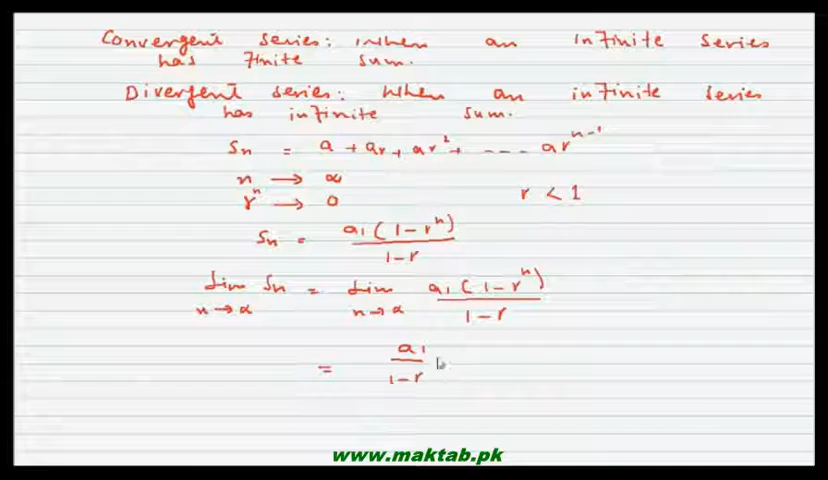 Convergent series: When an infinite series
has finite sum.
Divergent series: When an infinite series
has infinite sum.
Sn = a + ar + ar² + ---- ar^(n-1)
n → ∞
r^n → 0 r < 1
Sn = a₁(1-r^n)/(1-r)
Lim n→∞ Sn = Lim n→∞ a₁(1-r^n)/(1-r)
= a₁/(1-r)
www.maktab.pk